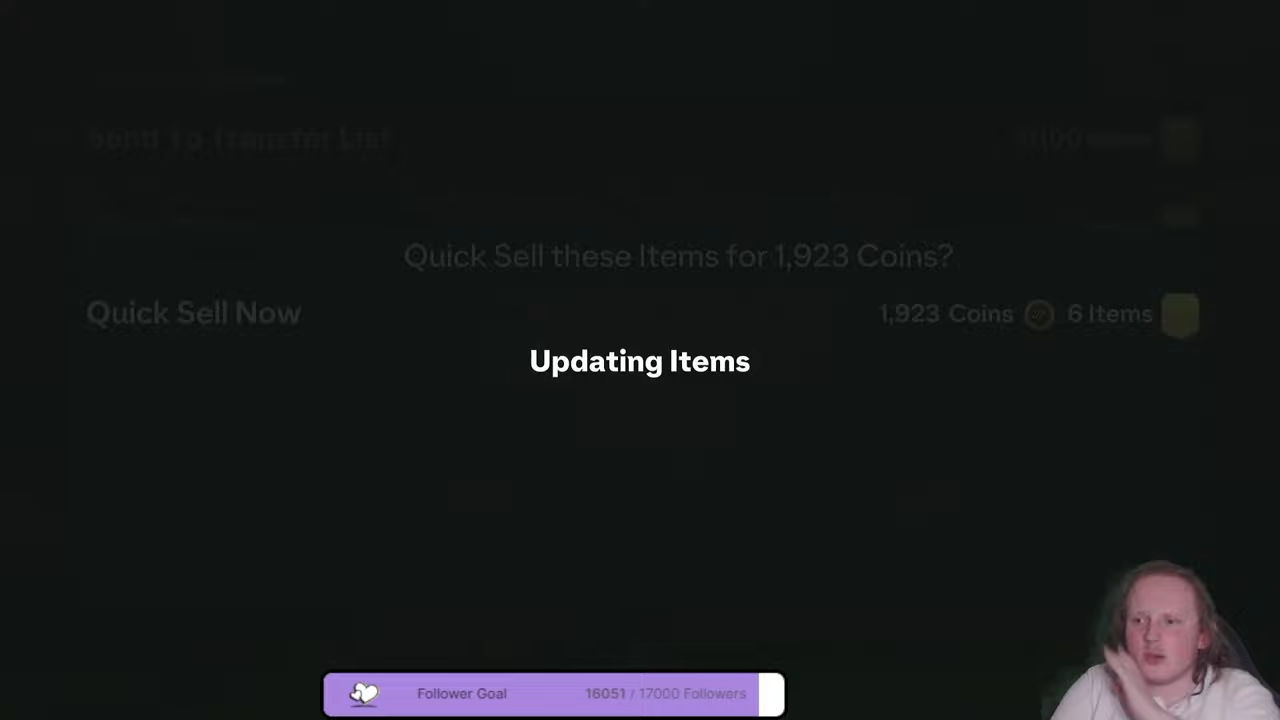 Send To Transfer List
Quick Sell these Items for 1,923 Coins?
Quick Sell Now
1,923 Coins
6 Items
Updating Items
Follower Goal
16051 / 17000 Followers